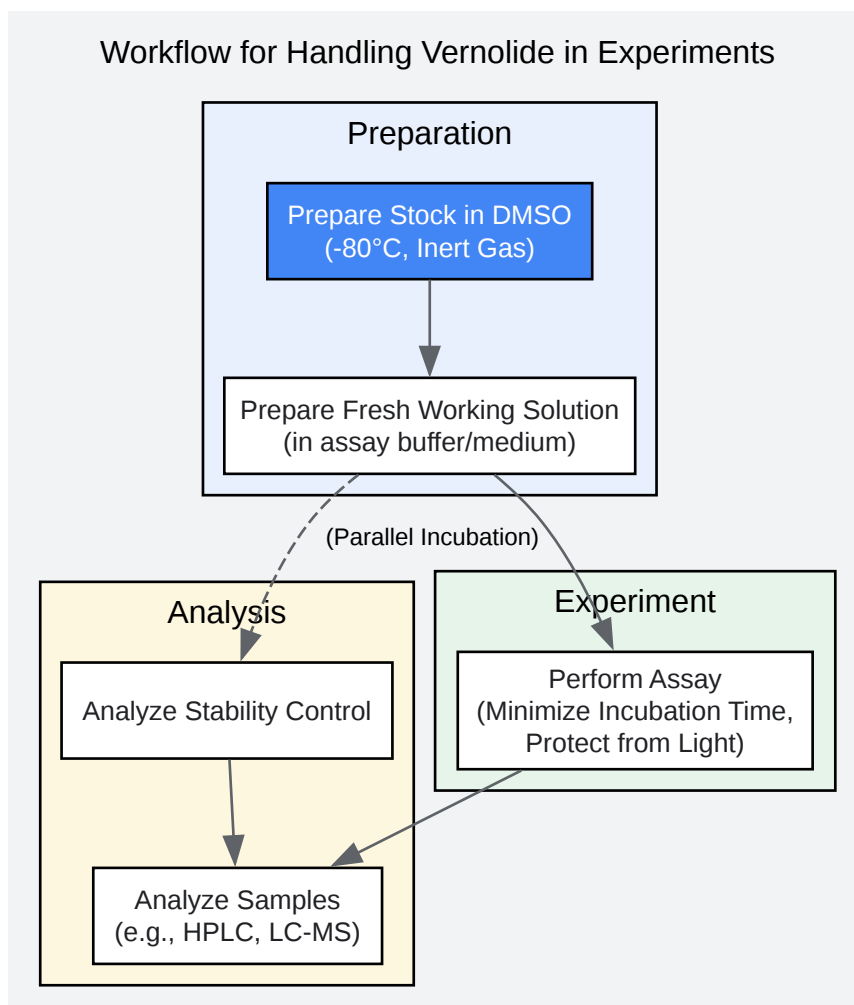 Workflow for Handling Vernolide in Experiments
Preparation
Prepare Stock in DMSO
(-80°C, Inert Gas)
Prepare Fresh Working Solution
(in assay buffer/medium)
(Parallel Incubation)
Analysis
Analyze Stability Control
Experiment
Perform Assay
(Minimize Incubation Time,
Protect from Light)
Analyze Samples
(e.g., HPLC, LC-MS)